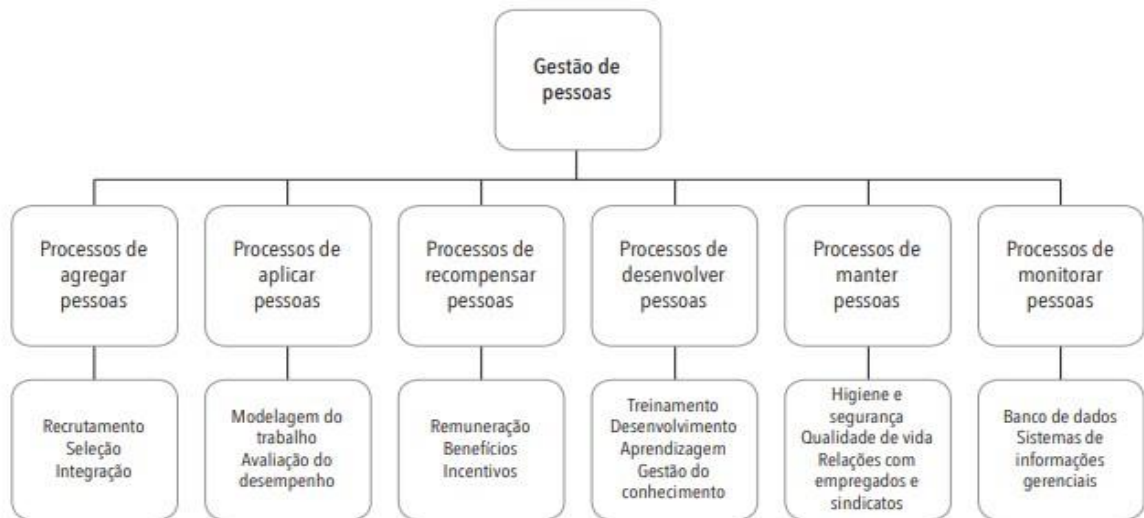 Gestão de
pessoas
Processos de
agregar
pessoas
Processos de
aplicar
pessoas
Processos de
recompensar
pessoas
Processos de
desenvolver
pessoas
Processos de
manter
pessoas
Processos de
monitorar
pessoas
Recrutamento
Seleção
Integração
Modelagem do
trabalho
Avaliação do
desempenho
Remuneração
Benefícios
Incentivos
Treinamento
Desenvolvimento
Aprendizagem
Gestão do
conhecimento
Higiene e
segurança
Qualidade de vida
Relações com
empregados e
sindicatos
Banco de dados
Sistemas de
informações
gerenciais